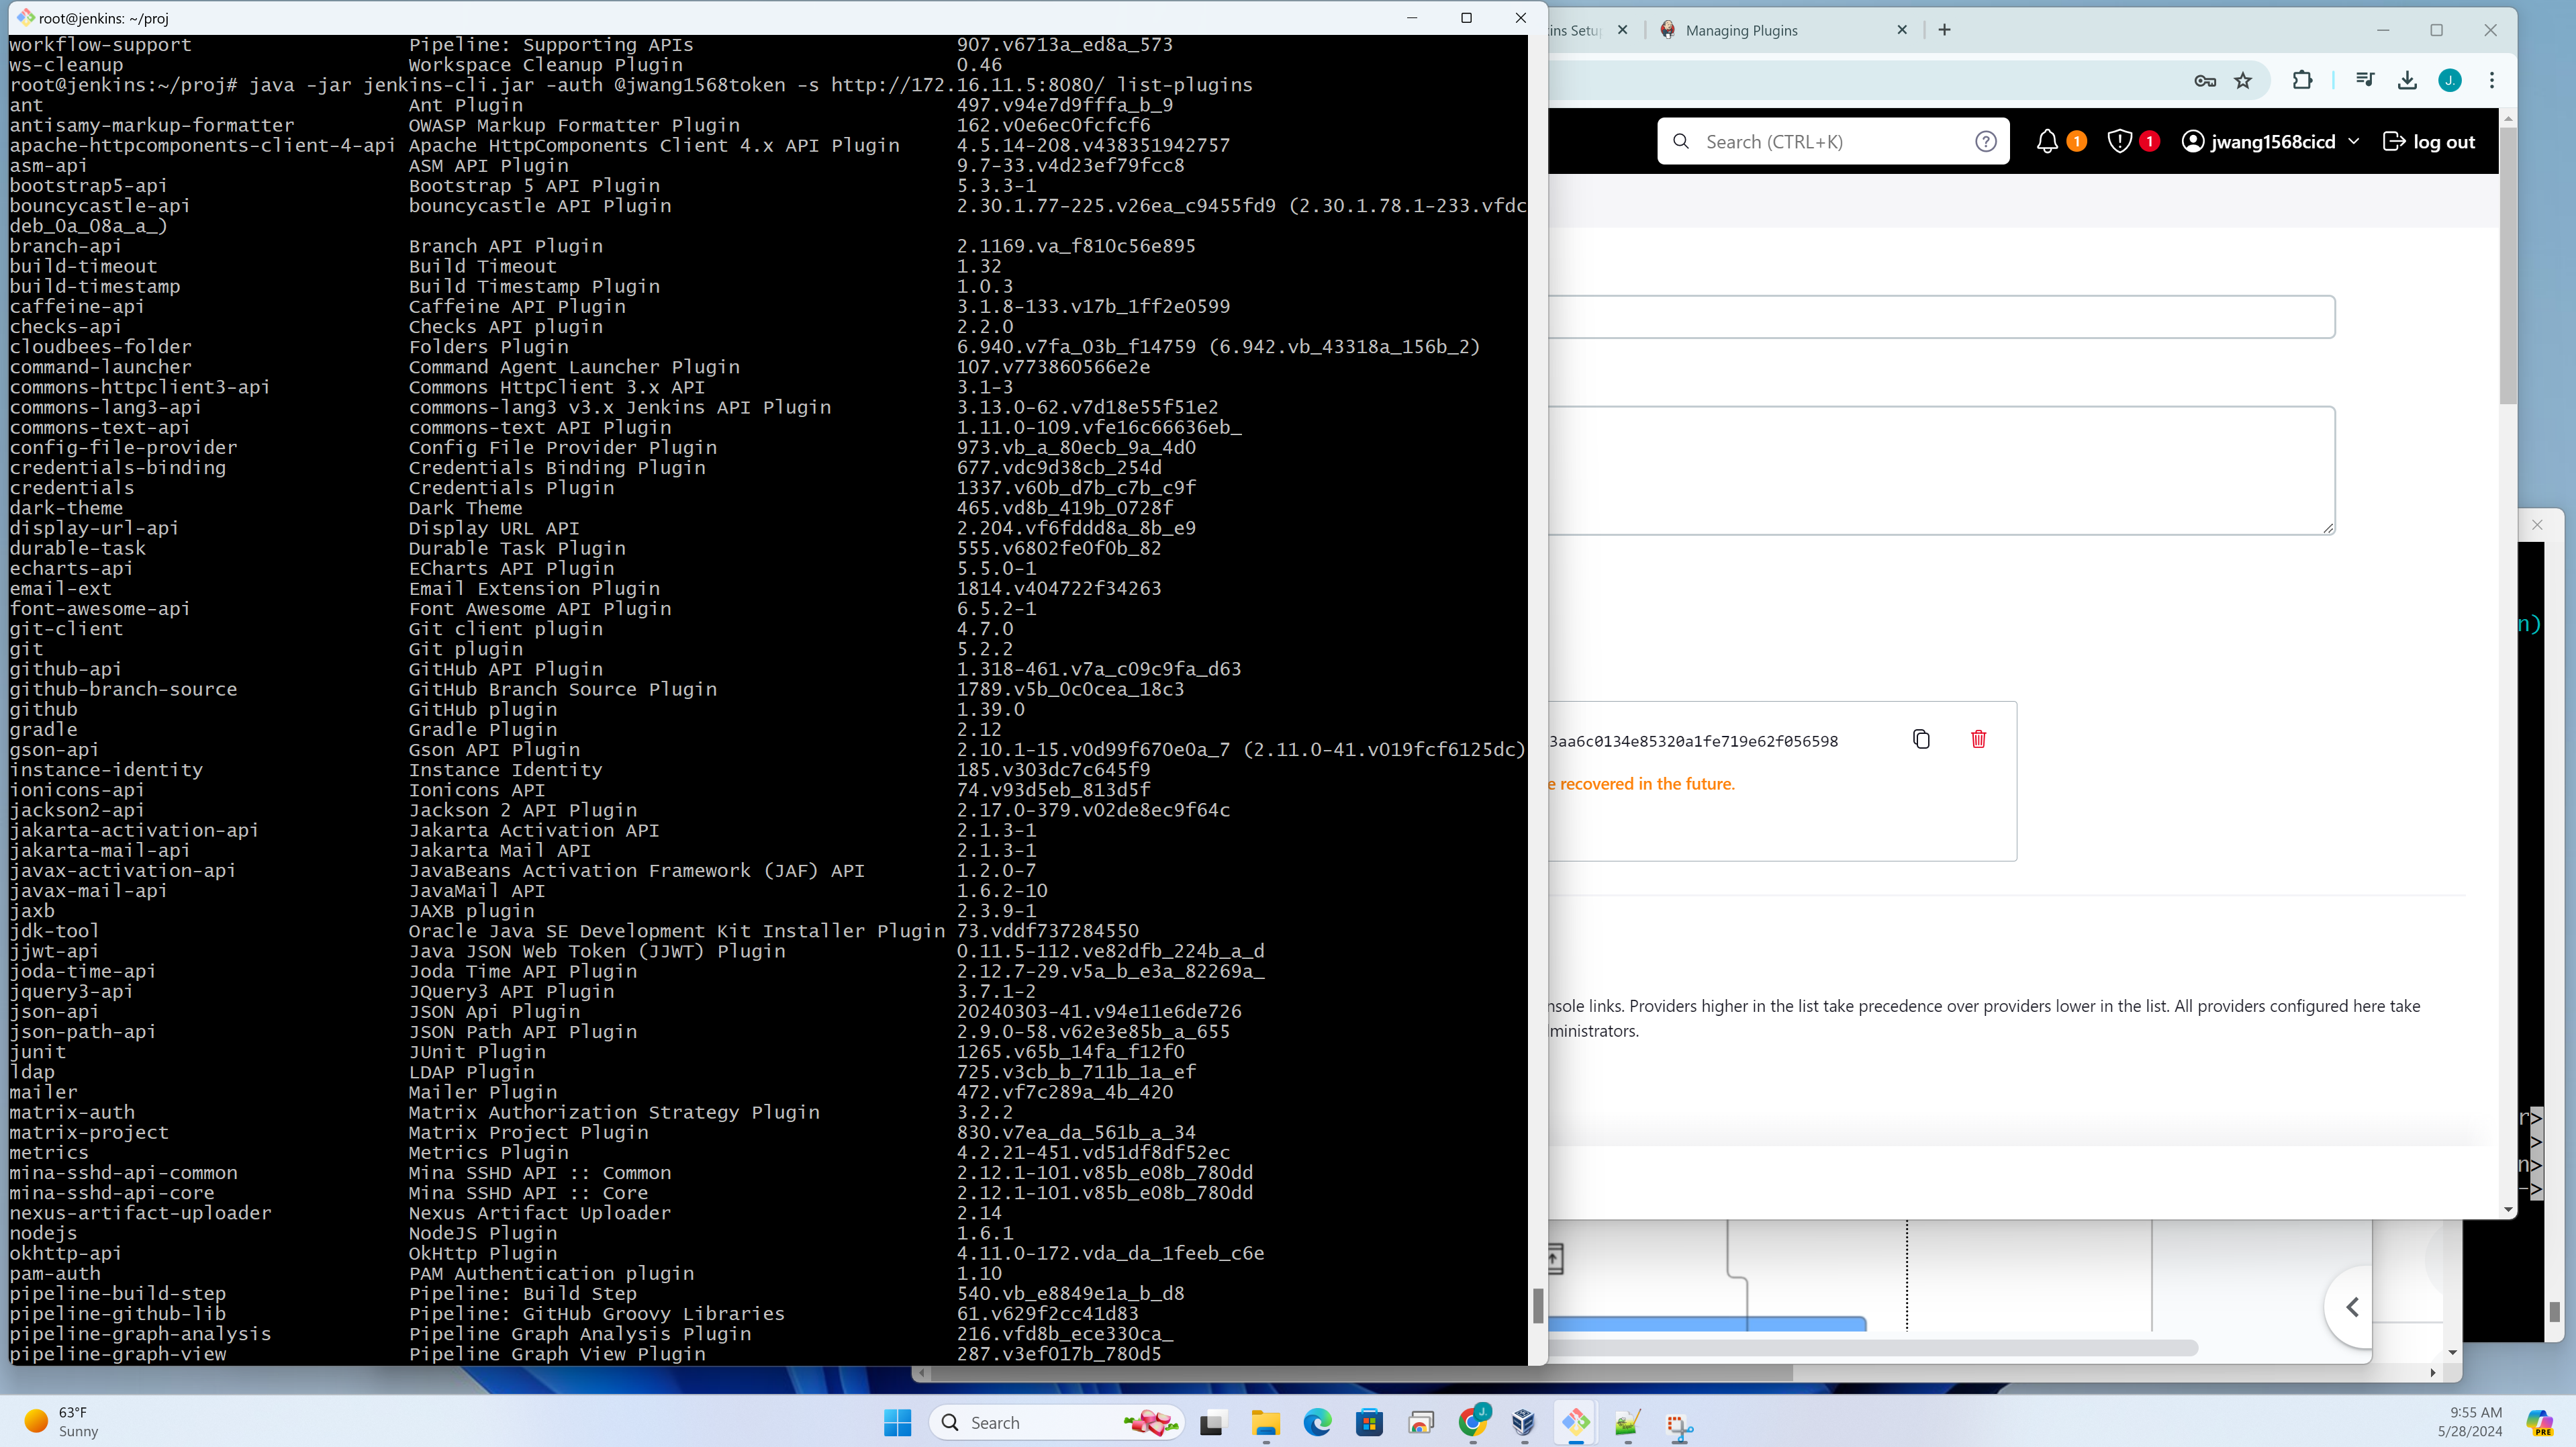 root@jenkins: ~/proj
workflow-support Pipeline: Supporting APIs 907.v6713a_ed8a_573
ws-cleanup Workspace Cleanup Plugin 0.46
root@jenkins:~/proj# java -jar jenkins-cli.jar -auth @jwang1568token -s http://172.16.11.5:8080/ list-plugins
ant Ant Plugin 497.v94e7d9fffa_b_9
antisamy-markup-formatter OWASP Markup Formatter Plugin 162.v0e6ec0fcfcf6
apache-httpcomponents-client-4-api Apache HttpComponents Client 4.x API Plugin 4.5.14-208.v438351942757
asm-api ASM API Plugin 9.7-33.v4d23ef79fcc8
bootstrap5-api Bootstrap 5 API Plugin 5.3.3-1
bouncycastle-api bouncycastle API Plugin 2.30.1.77-225.v26ea_c9455fd9 (2.30.1.78.1-233.vfdc
deb_0a_08a_a_)
branch-api Branch API Plugin 2.1169.va_f810c56e895
build-timeout Build Timeout 1.32
build-timestamp Build Timestamp Plugin 1.0.3
caffeine-api Caffeine API Plugin 3.1.8-133.v17b_1ff2e0599
checks-api Checks API plugin 2.2.0
cloudbees-folder Folders Plugin 6.940.v7fa_03b_f14759 (6.942.vb_43318a_156b_2)
command-launcher Command Agent Launcher Plugin 107.v773860566e2e
commons-httpclient3-api Commons HttpClient 3.x API 3.1-3
commons-lang3-api commons-lang3 v3.x Jenkins API Plugin 3.13.0-62.v7d18e55f51e2
commons-text-api commons-text API Plugin 1.11.0-109.vfe16c66636eb_
config-file-provider Config File Provider Plugin 973.vb_a_80ecb_9a_4d0
credentials-binding Credentials Binding Plugin 677.vdc9d38cb_254d
credentials Credentials Plugin 1337.v60b_d7b_c7b_c9f
dark-theme Dark Theme 465.vd8b_419b_0728f
display-url-api Display URL API 2.204.vf6fddd8a_8b_e9
durable-task Durable Task Plugin 555.v6802fe0f0b_82
echarts-api ECharts API Plugin 5.5.0-1
email-ext Email Extension Plugin 1814.v404722f34263
font-awesome-api Font Awesome API Plugin 6.5.2-1
git-client Git client plugin 4.7.0
git Git plugin 5.2.2
github-api GitHub API Plugin 1.318-461.v7a_c09c9fa_d63
github-branch-source GitHub Branch Source Plugin 1789.v5b_0c0cea_18c3
github GitHub plugin 1.39.0
gradle Gradle Plugin 2.12
gson-api Gson API Plugin 2.10.1-15.v0d99f670e0a_7 (2.11.0-41.v019fcf6125dc)
instance-identity Instance Identity 185.v303dc7c645f9
ionicons-api Ionicons API 74.v93d5eb_813d5f
jackson2-api Jackson 2 API Plugin 2.17.0-379.v02de8ec9f64c
jakarta-activation-api Jakarta Activation API 2.1.3-1
jakarta-mail-api Jakarta Mail API 2.1.3-1
javax-activation-api JavaBeans Activation Framework (JAF) API 1.2.0-7
javax-mail-api JavaMail API 1.6.2-10
jaxb JAXB plugin 2.3.9-1
jdk-tool Oracle Java SE Development Kit Installer Plugin 73.vddf737284550
jjwt-api Java JSON Web Token (JJWT) Plugin 0.11.5-112.ve82dfb_224b_a_d
joda-time-api Joda Time API Plugin 2.12.7-29.v5a_b_e3a_82269a_
jquery3-api JQuery3 API Plugin 3.7.1-2
json-api JSON Api Plugin 20240303-41.v94e11e6de726
json-path-api JSON Path API Plugin 2.9.0-58.v62e3e85b_a_655
junit JUnit Plugin 1265.v65b_14fa_f12f0
ldap LDAP Plugin 725.v3cb_b_711b_1a_ef
mailer Mailer Plugin 472.vf7c289a_4b_420
matrix-auth Matrix Authorization Strategy Plugin 3.2.2
matrix-project Matrix Project Plugin 830.v7ea_da_561b_a_34
metrics Metrics Plugin 4.2.21-451.vd51df8df52ec
mina-sshd-api-common Mina SSHD API :: Common 2.12.1-101.v85b_e08b_780dd
mina-sshd-api-core Mina SSHD API :: Core 2.12.1-101.v85b_e08b_780dd
nexus-artifact-uploader Nexus Artifact Uploader 2.14
nodejs NodeJS Plugin 1.6.1
okhttp-api OkHttp Plugin 4.11.0-172.vda_da_1feeb_c6e
pam-auth PAM Authentication plugin 1.10
pipeline-build-step Pipeline: Build Step 540.vb_e8849e1a_b_d8
pipeline-github-lib Pipeline: GitHub Groovy Libraries 61.v629f2cc41d83
pipeline-graph-analysis Pipeline Graph Analysis Plugin 216.vfd8b_ece330ca_
pipeline-graph-view Pipeline Graph View Plugin 287.v3ef017b_780d5
ins Setu
Managing Plugins
J.
Search (CTRL+K)
1
1
jwang1568cicd
log out
3aa6c0134e85320a1fe719e62f056598
e recovered in the future.
nsole links. Providers higher in the list take precedence over providers lower in the list. All providers configured here take
ministrators.
n)
r>
>
n>
->
63°F
Sunny
Search
J.
9:55 AM
5/28/2024
PRE